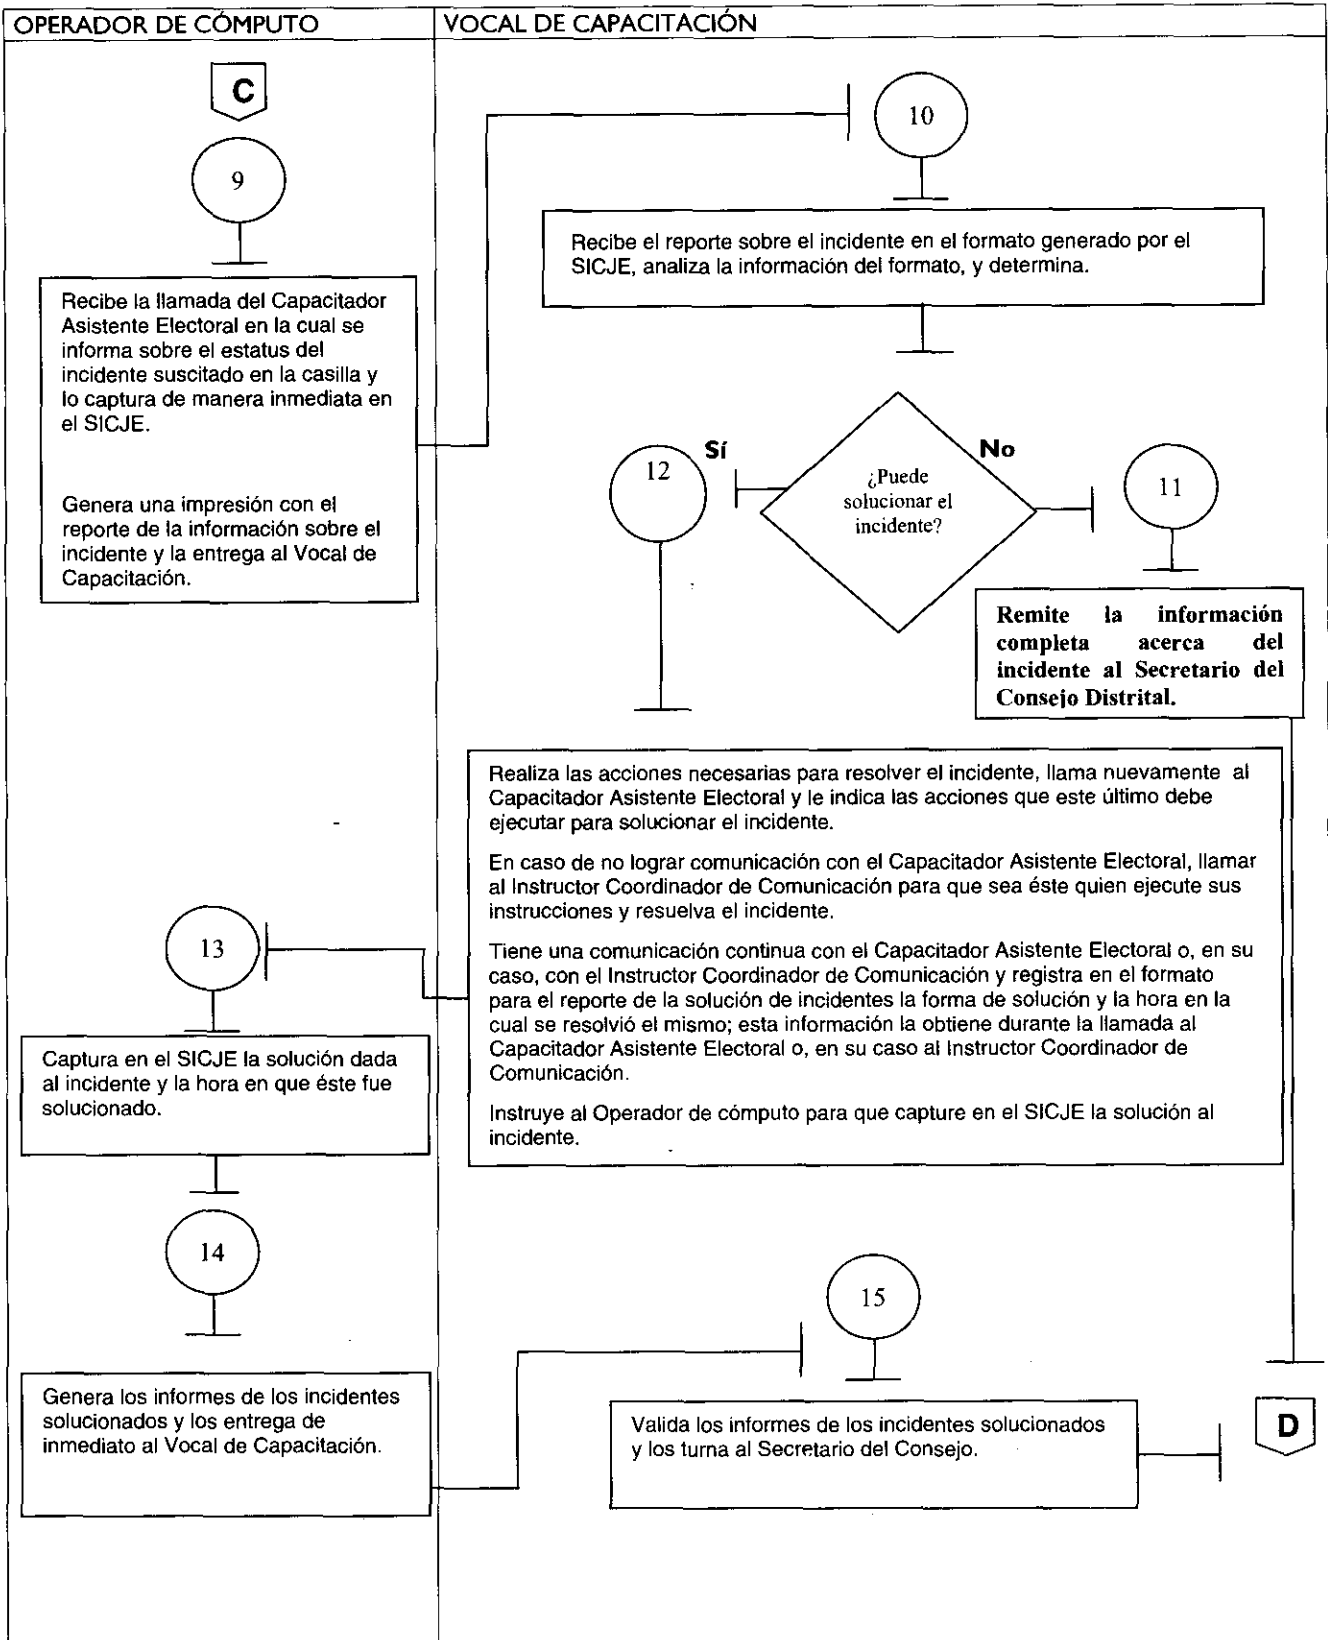 OPERADOR DE CÓMPUTO
VOCAL DE CAPACITACIÓN
C
9
Recibe la llamada del Capacitador
Asistente Electoral en la cual se
informa sobre el estatus del
incidente suscitado en la casilla y
lo captura de manera inmediata en
el SICJE.
Genera una impresión con el
reporte de la información sobre el
incidente y la entrega al Vocal de
Capacitación.
10
Recibe el reporte sobre el incidente en el formato generado por el
SICJE, analiza la información del formato, y determina.
¿Puede
solucionar el
incidente?
Sí
No
12
11
Remite la información
completa acerca del
incidente al Secretario del
Consejo Distrital.
Realiza las acciones necesarias para resolver el incidente, llama nuevamente al
Capacitador Asistente Electoral y le indica las acciones que este último debe
ejecutar para solucionar el incidente.
En caso de no lograr comunicación con el Capacitador Asistente Electoral, llamar
al Instructor Coordinador de Comunicación para que sea éste quien ejecute sus
instrucciones y resuelva el incidente.
Tiene una comunicación continua con el Capacitador Asistente Electoral o, en su
caso, con el Instructor Coordinador de Comunicación y registra en el formato
para el reporte de la solución de incidentes la forma de solución y la hora en la
cual se resolvió el mismo; esta información la obtiene durante la llamada al
Capacitador Asistente Electoral o, en su caso al Instructor Coordinador de
Comunicación.
Instruye al Operador de cómputo para que capture en el SICJE la solución al
incidente.
13
Captura en el SICJE la solución dada
al incidente y la hora en que éste fue
solucionado.
14
Genera los informes de los incidentes
solucionados y los entrega de
inmediato al Vocal de Capacitación.
15
Valida los informes de los incidentes solucionados
y los turna al Secretario del Consejo.
D